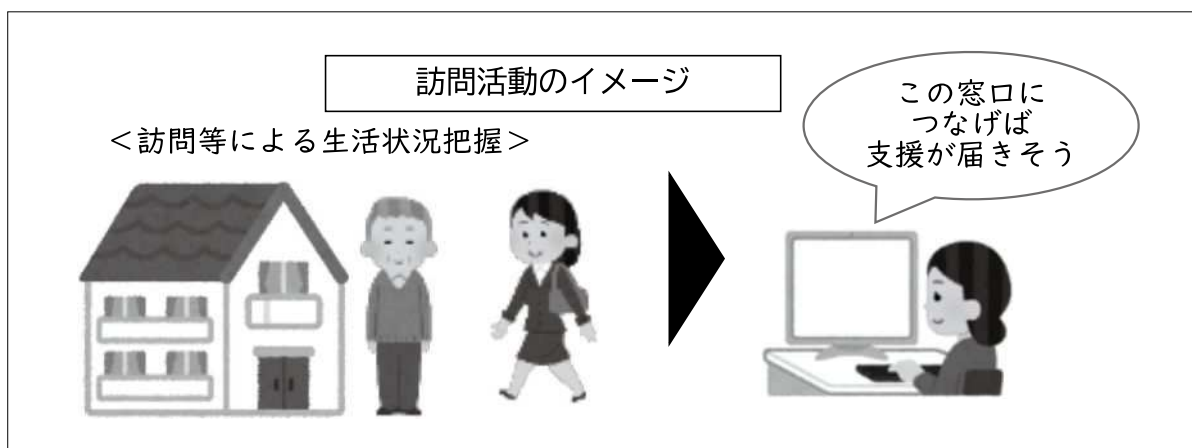 訪問活動のイメージ
＜訪問等による生活状況把握＞
この窓口に
つなげば
支援が届きそう